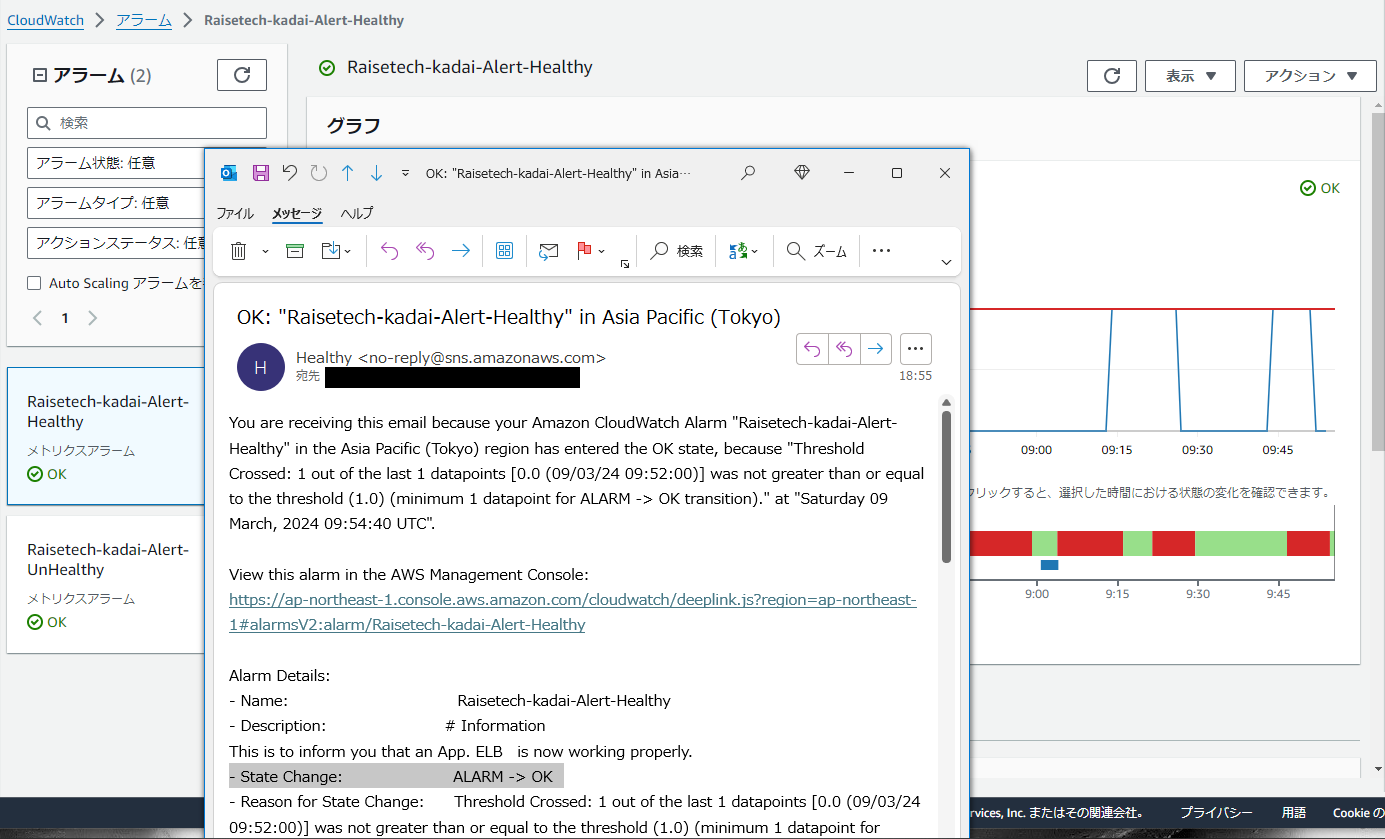 CloudWatch > アラーム > Raisetech-kadai-Alert-Healthy
アラーム (2)
検索
アラーム状態: 任意
アラームタイプ: 任意
アクションステータス: 任意
Auto Scaling アラームを
1
Raisetech-kadai-Alert-
Healthy
メトリクスアラーム
OK
Raisetech-kadai-Alert-
UnHealthy
メトリクスアラーム
OK
Raisetech-kadai-Alert-Healthy
表示 アクション
グラフ
OK
09:00 09:15 09:30 09:45
リックすると、選択した時間における状態の変化を確認できます。
9:00 9:15 9:30 9:45
OK: "Raisetech-kadai-Alert-Healthy" in Asia…
ファイル メッセージ ヘルプ
検索 ズーム
OK: "Raisetech-kadai-Alert-Healthy" in Asia Pacific (Tokyo)
H
Healthy <no-reply@sns.amazonaws.com>
宛先
18:55
You are receiving this email because your Amazon CloudWatch Alarm "Raisetech-kadai-Alert-
Healthy" in the Asia Pacific (Tokyo) region has entered the OK state, because "Threshold
Crossed: 1 out of the last 1 datapoints [0.0 (09/03/24 09:52:00)] was not greater than or equal
to the threshold (1.0) (minimum 1 datapoint for ALARM -> OK transition)." at "Saturday 09
March, 2024 09:54:40 UTC".
View this alarm in the AWS Management Console:
https://ap-northeast-1.console.aws.amazon.com/cloudwatch/deeplink.js?region=ap-northeast-
1#alarmsV2:alarm/Raisetech-kadai-Alert-Healthy
Alarm Details:
- Name: Raisetech-kadai-Alert-Healthy
- Description: # Information
This is to inform you that an App. ELB is now working properly.
- State Change: ALARM -> OK
- Reason for State Change: Threshold Crossed: 1 out of the last 1 datapoints [0.0 (09/03/24
09:52:00)] was not greater than or equal to the threshold (1.0) (minimum 1 datapoint for
rvices, Inc. またはその関連会社。 プライバシー 用語 Cookie の